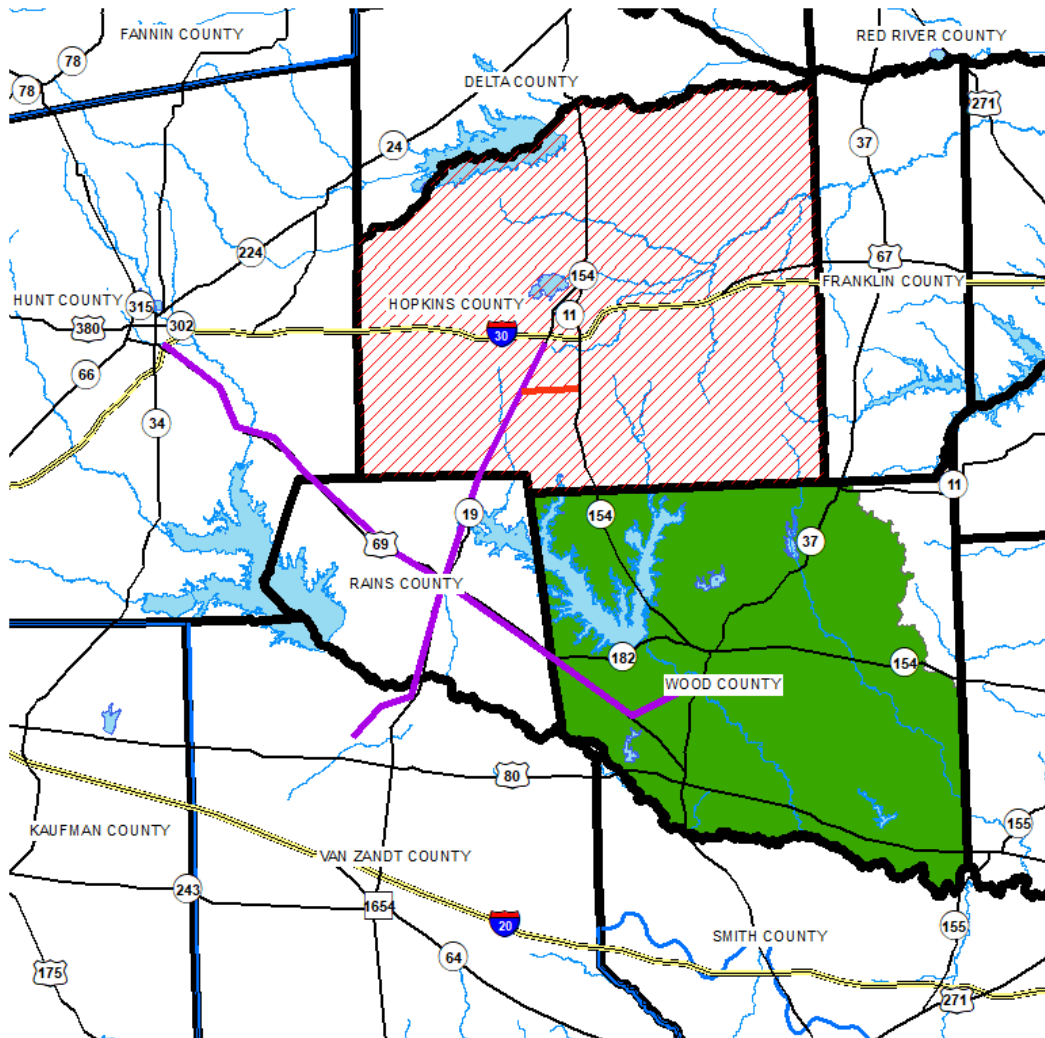 FANNIN COUNTY
RED RIVER COUNTY
78
DELTA COUNTY
78
271
24
37
224
67
154
FRANKLIN COUNTY
HUNT COUNTY
315
HOPKINS COUNTY
11
380
302
30
66
34
11
19
154
69
37
RAINS COUNTY
182
154
WOOD COUNTY
80
KAUFMAN COUNTY
155
VAN ZANDT COUNTY
243
1654
20
155
SMITH COUNTY
64
175
271